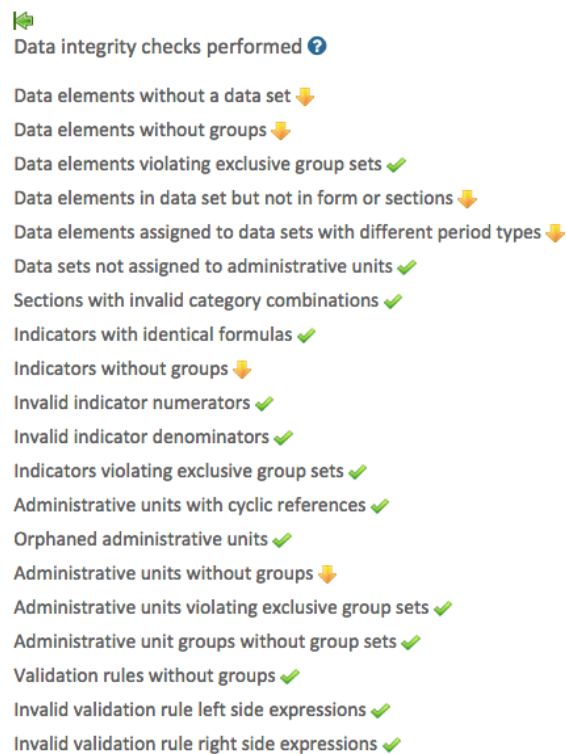 Data integrity checks performed ?
Data elements without a data set
Data elements without groups
Data elements violating exclusive group sets
Data elements in data set but not in form or sections
Data elements assigned to data sets with different period types
Data sets not assigned to administrative units
Sections with invalid category combinations
Indicators with identical formulas
Indicators without groups
Invalid indicator numerators
Invalid indicator denominators
Indicators violating exclusive group sets
Administrative units with cyclic references
Orphaned administrative units
Administrative units without groups
Administrative units violating exclusive group sets
Administrative unit groups without group sets
Validation rules without groups
Invalid validation rule left side expressions
Invalid validation rule right side expressions